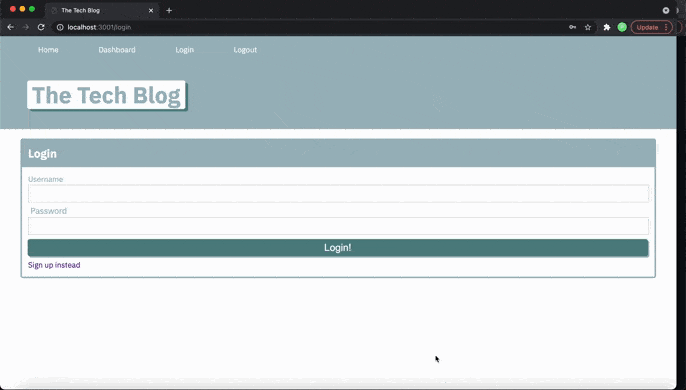 The Tech Blog
localhost:3001/login
Update
Home Dashboard Login Logout
The Tech Blog
Login
Username
Password
Login!
Sign up instead